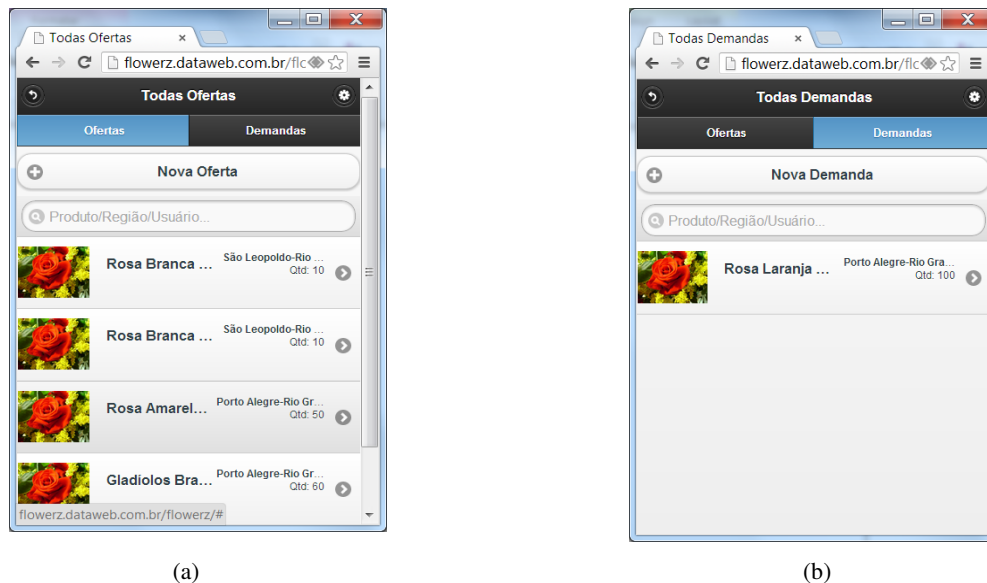 Todas Ofertas
flowerz.dataweb.com.br/flc
Todas Ofertas
Ofertas Demandas
Nova Oferta
Produto/Região/Usuário...
Rosa Branca ... São Leopoldo-Rio ...
Qtd: 10
Rosa Branca ... São Leopoldo-Rio ...
Qtd: 10
Rosa Amarel... Porto Alegre-Rio Gr...
Qtd: 50
Gladíolos Bra... Porto Alegre-Rio Gr...
Qtd: 60
flowerz.dataweb.com.br/flowerz/#
(a)
Todas Demandas
flowerz.dataweb.com.br/flc
Todas Demandas
Ofertas Demandas
Nova Demanda
Produto/Região/Usuário...
Rosa Laranja ... Porto Alegre-Rio Gra...
Qtd: 100
(b)